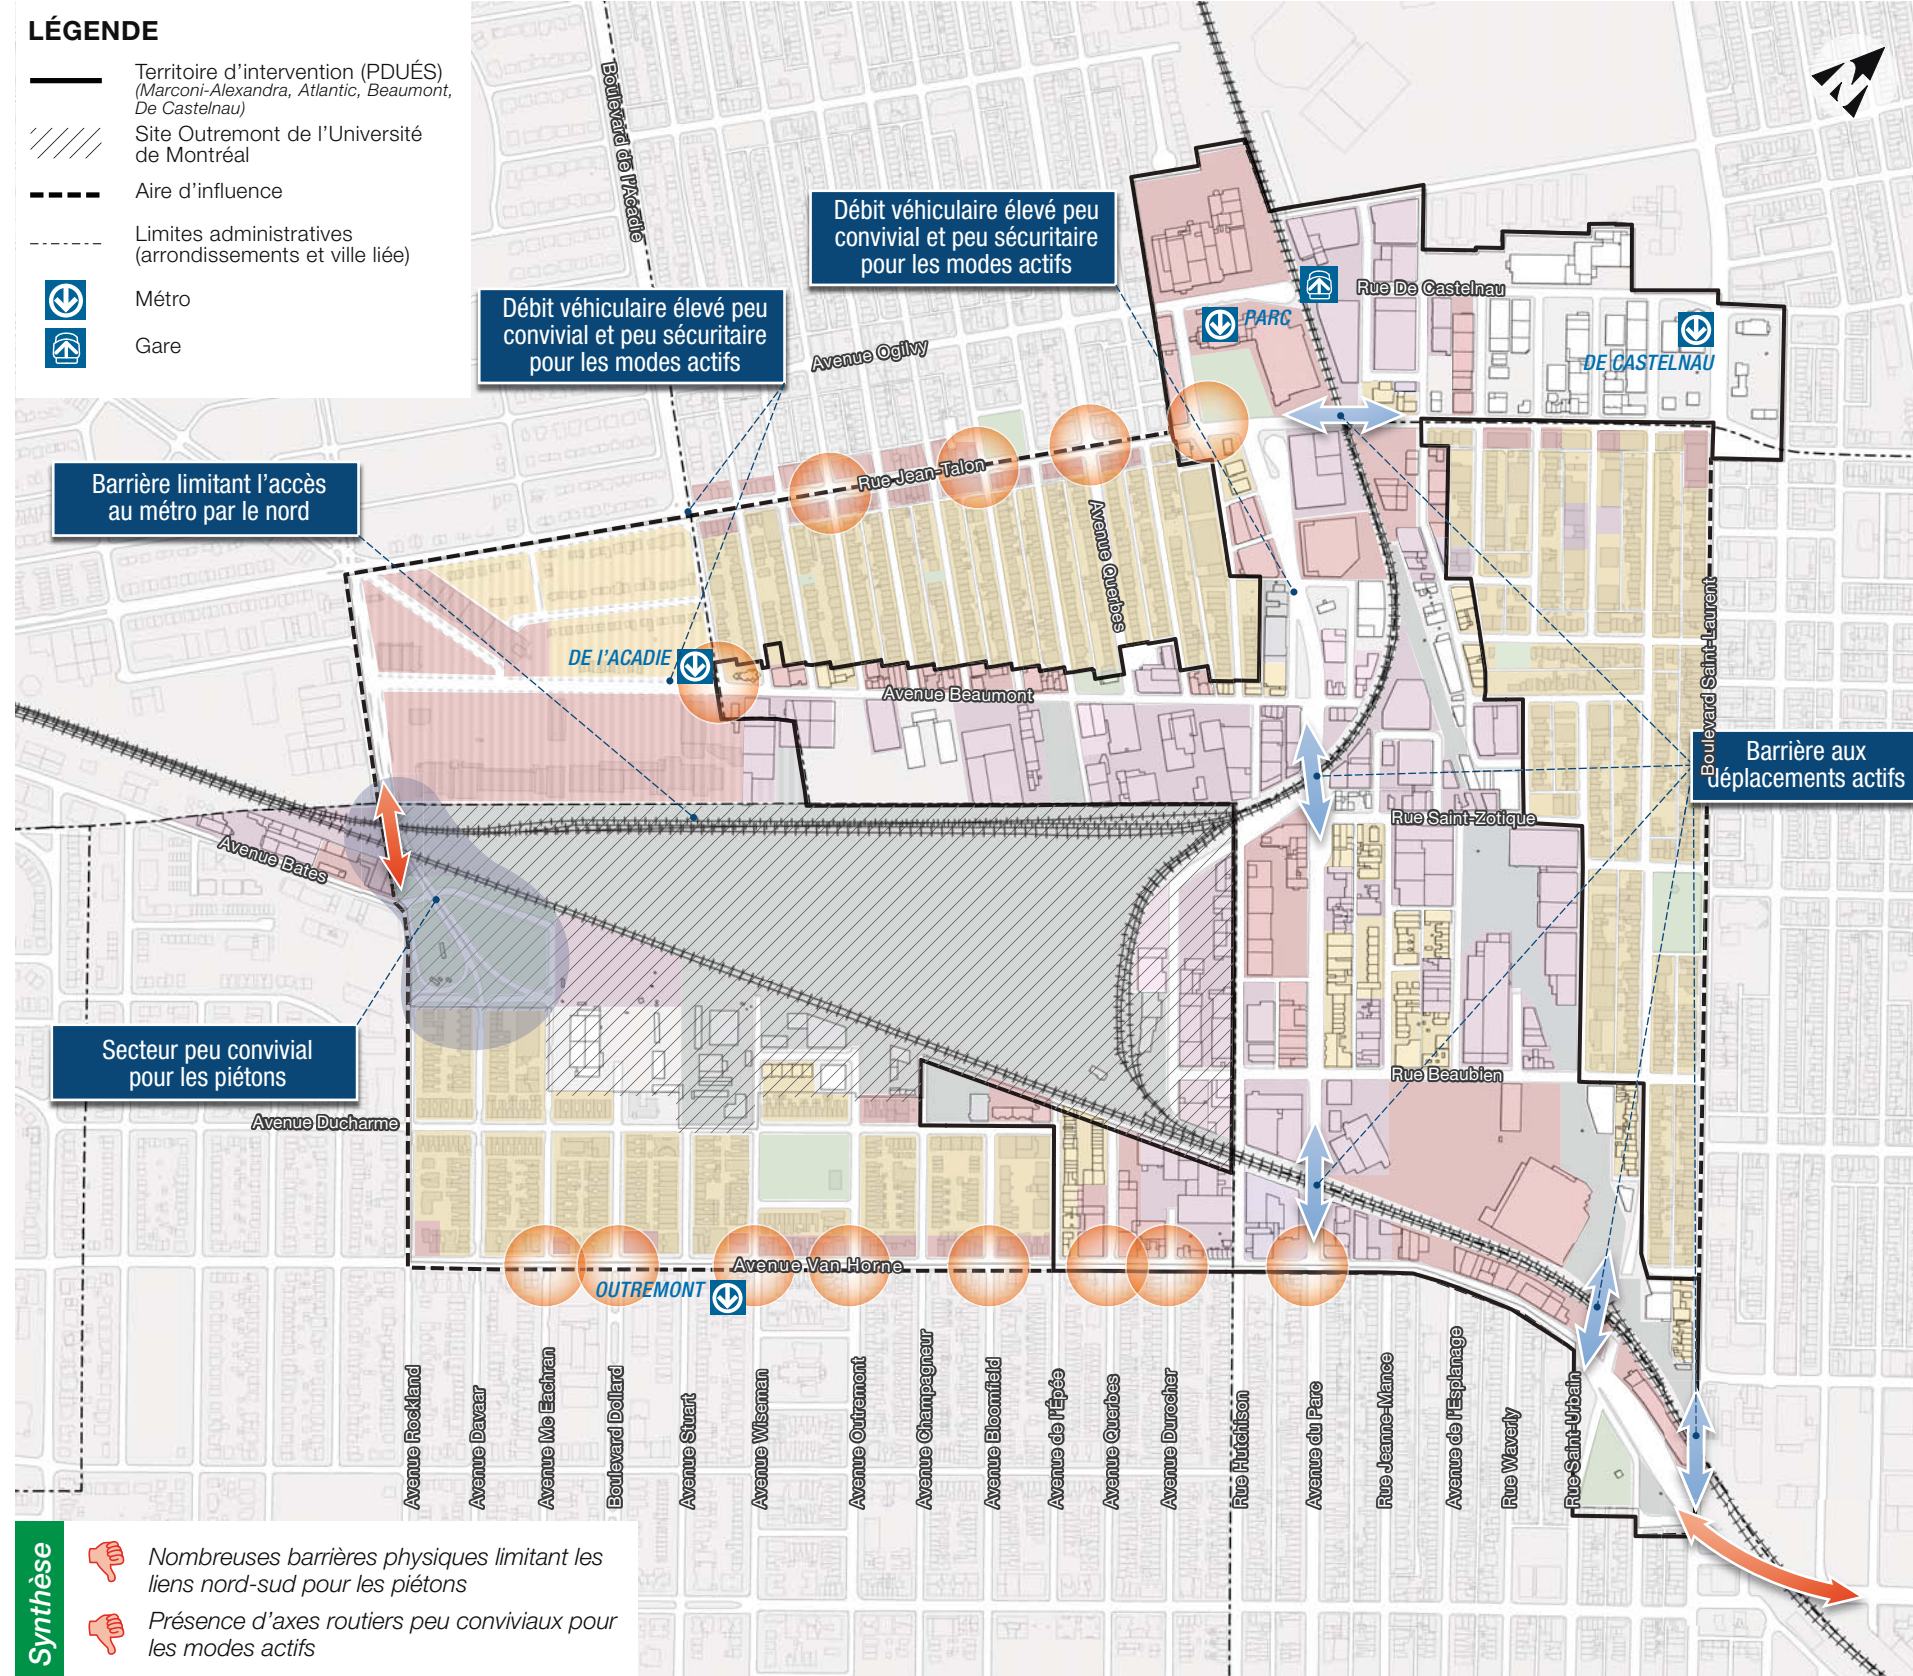 LÉGENDE
Territoire d'intervention (PDUÉS)
(Marconi-Alexandra, Atlantic, Beaumont,
De Castelnau)
Site Outremont de l'Université
de Montréal
Aire d'influence
Limites administratives
(arrondissements et ville liée)
Métro
Gare
Boulevard de l'Acadie
Débit véhiculaire élevé peu
convivial et peu sécuritaire
pour les modes actifs
Débit véhiculaire élevé peu
convivial et peu sécuritaire
pour les modes actifs
Rue De Castelnau
PARC
DE CASTELNAU
Avenue Ogilvy
Barrière limitant l'accès
au métro par le nord
Rue Jean-Talon
Avenue Querbes
Boulevard Saint-Laurent
DE l'ACADIE
Avenue Beaumont
Barrière aux
déplacements actifs
Rue Saint-Zotique
Avenue Bates
Secteur peu convivial
pour les piétons
Rue Beaubien
Avenue Ducharme
Avenue Van Horne
OUTREMONT
Avenue Rockland
Avenue Davaar
Avenue Mc Eachran
Boulevard Dollard
Avenue Stuart
Avenue Wiseman
Avenue Outremont
Avenue Champagneur
Avenue Bloomfield
Avenue de l'Épée
Avenue Querbes
Avenue Durocher
Rue Hutchison
Avenue du Parc
Rue Jeanne-Mance
Avenue de l'Esplanage
Rue Waverly
Rue Saint-Urbain
Synthèse
Nombreuses barrières physiques limitant les
liens nord-sud pour les piétons
Présence d'axes routiers peu conviviaux pour
les modes actifs